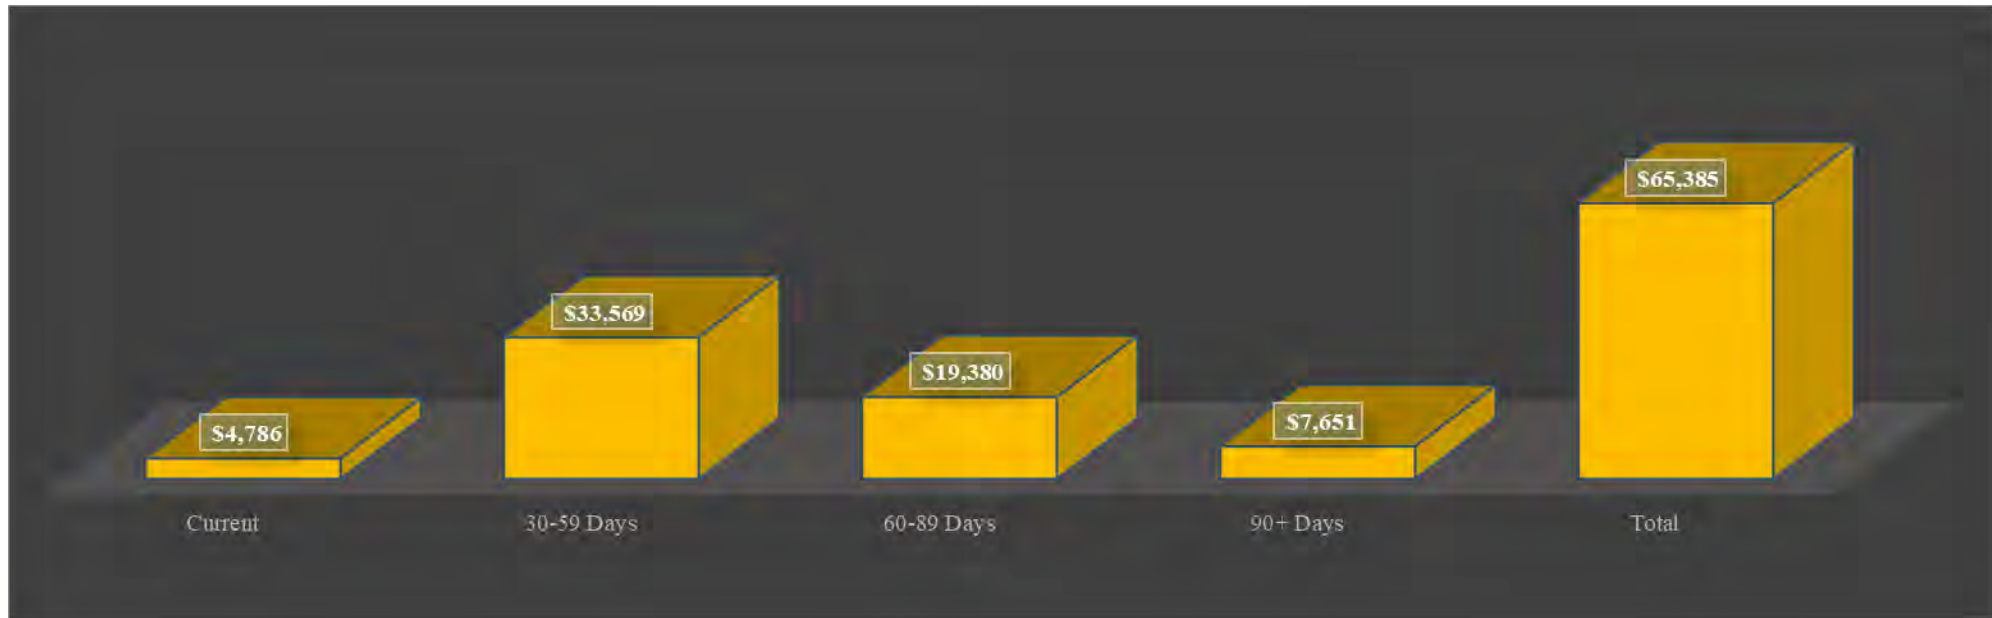 $65,385
$33,569
$19,380
$7,651
$4,786
Current
30-59 Days
60-89 Days
90+ Days
Total